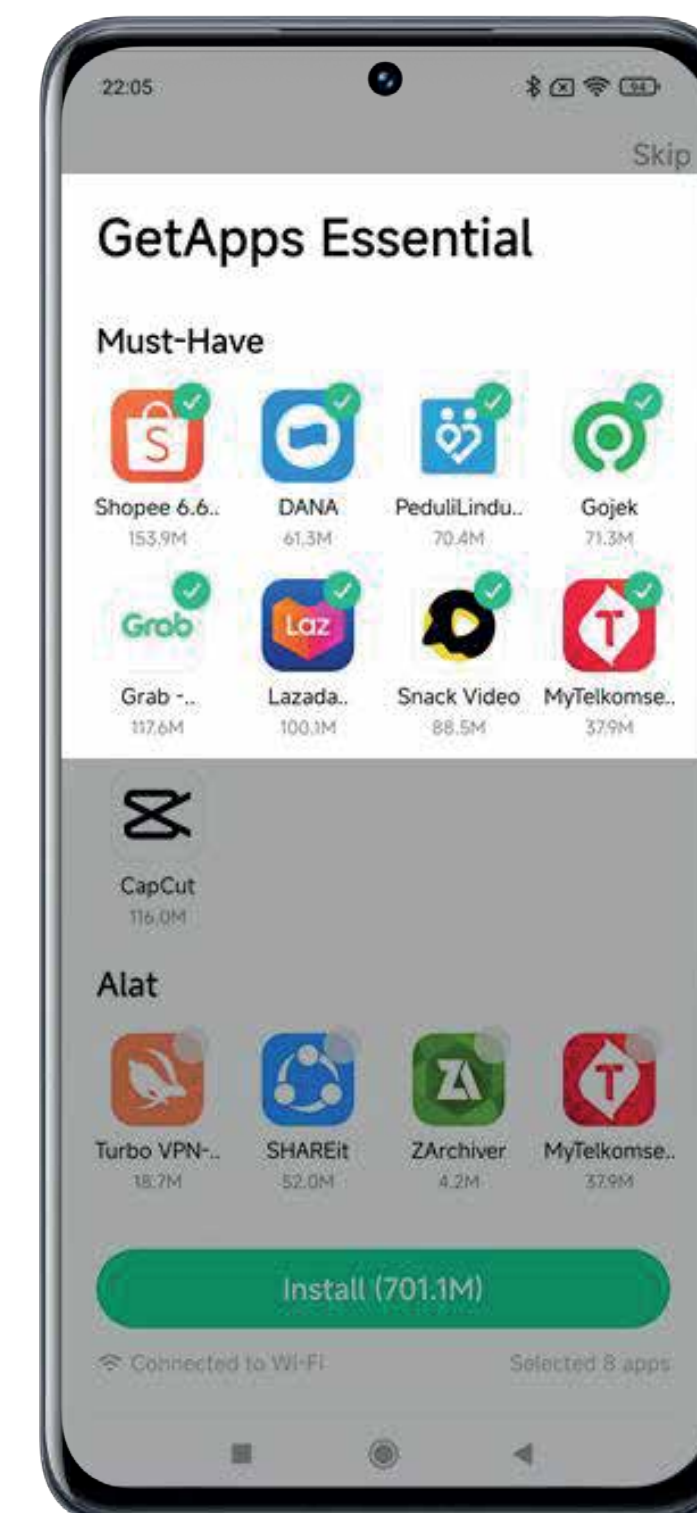 22:05 94
Skip
GetApps Essential
Must-Have
S
Shopee 6.6.. DANA PeduliLindu.. Gojek
153.9M 61.3M 70.4M 71.3M
Grab Laz T
Grab -.. Lazada.. Snack Video MyTelkomse..
117.6M 100.1M 88.5M 37.9M
CapCut
116.0M
Alat
ZA T
Turbo VPN-.. SHAREit ZArchiver MyTelkomse..
18.7M 52.0M 4.2M 37.9M
Install (701.1M)
Connected to Wi-Fi Selected 8 apps